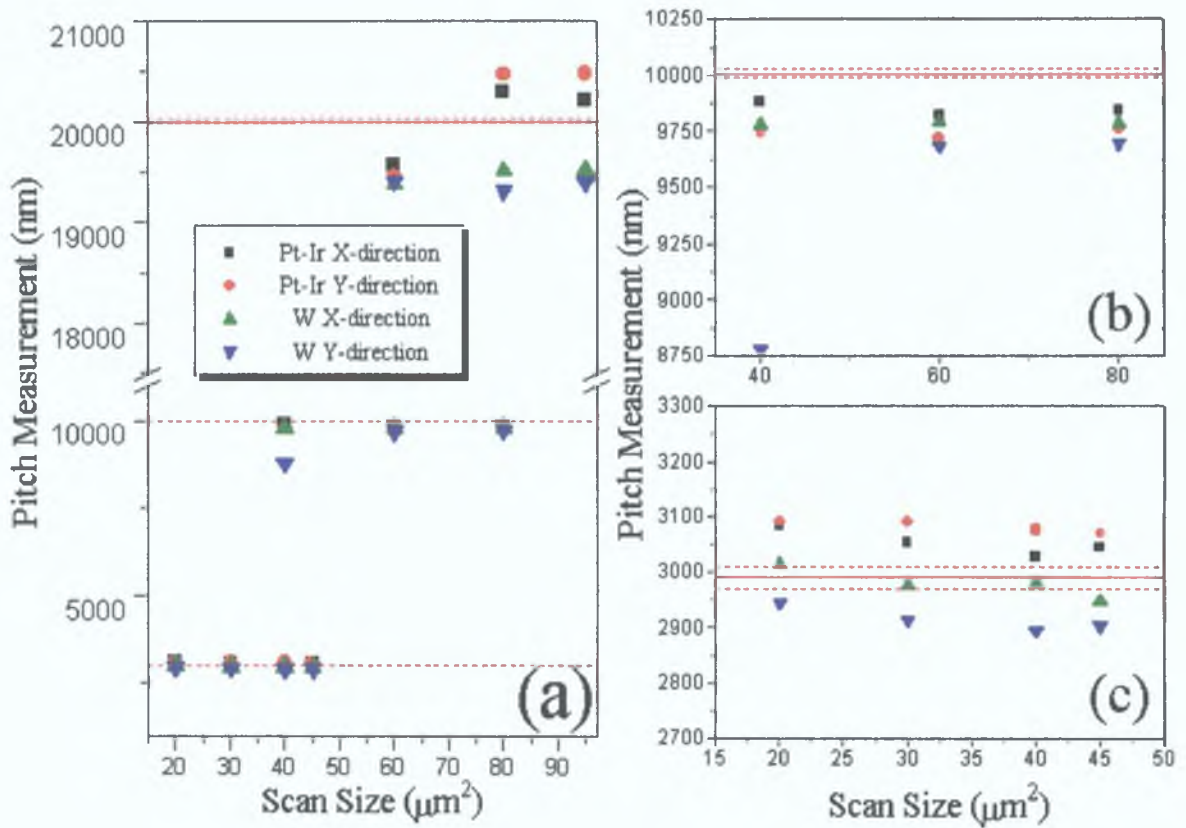 21000
20000
19000
18000
10000
5000
Pitch Measurement (nm)
Pt-Ir X-direction
Pt-Ir Y-direction
W X-direction
W Y-direction
(a)
20 30 40 50 60 70 80 90
Scan Size (μm²)
10250
10000
9750
9500
9250
9000
8750
Pitch Measurement (nm)
(b)
40 60 80
3300
3200
3100
3000
2900
2800
2700
(c)
15 20 25 30 35 40 45 50
Scan Size (μm²)